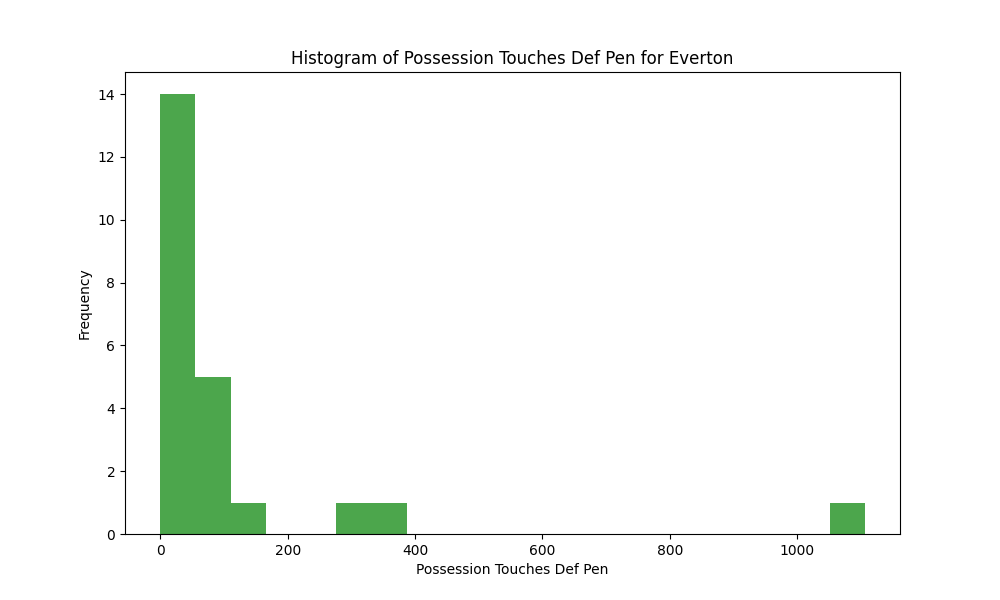 Histogram of Possession Touches Def Pen for Everton
14
12
10
8
6
4
2
0
Frequency
0 200 400 600 800 1000
Possession Touches Def Pen